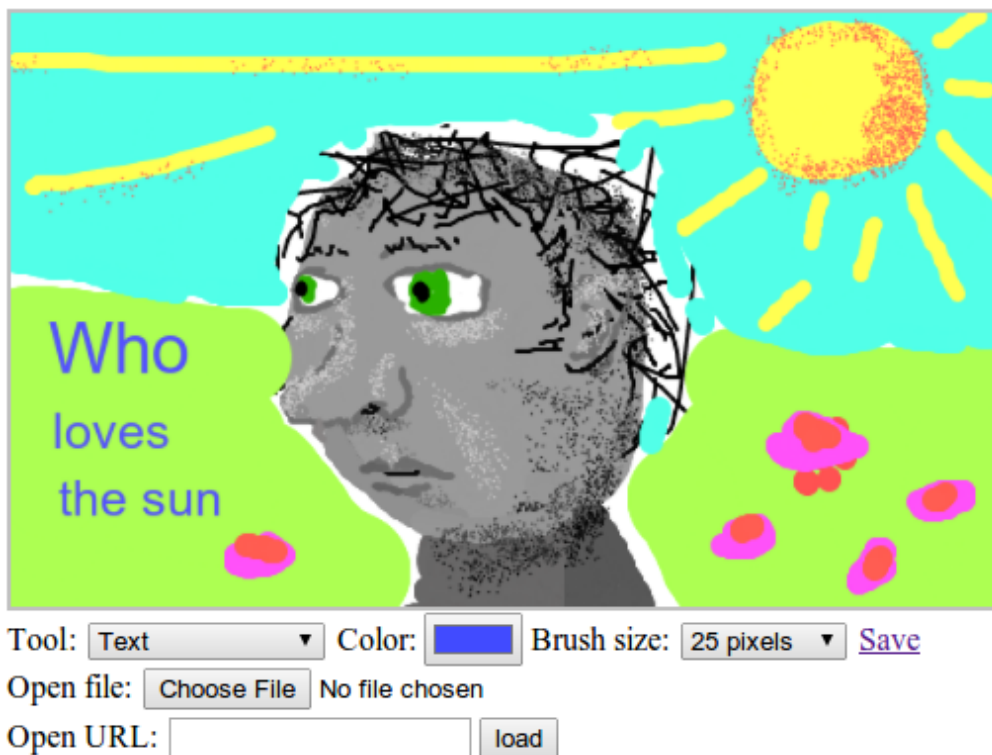 Who
loves
the sun
Tool: Text Color: Brush size: 25 pixels Save
Open file: Choose File No file chosen
Open URL: load